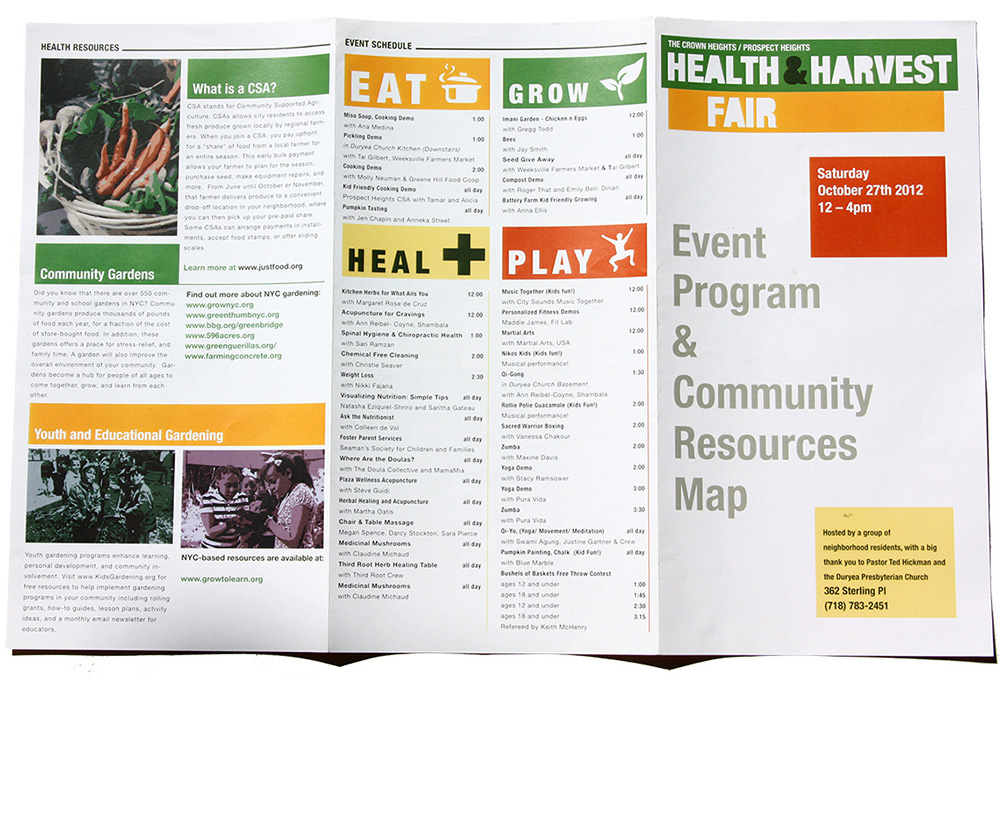 HEALTH RESOURCES
What is a CSA?
CSA stands for Community Supported Agri-
culture. CSAs allows city residents to access
fresh produce grown locally by regional farm-
ers. When you join a CSA, you pay upfront
for a “share” of food from a local farmer for
an entire season. This early bulk payment
allows your farmer to plan for the season,
purchase seed, make equipment repairs, and
more. From June until October or November,
that farmer delivers produce to a convenient
drop-off location in your neighborhood, where
you can then pick up your pre-paid share.
Some CSAs can arrange payments in install-
ments, accept food stamps, or offer sliding
scales.
Learn more at www.justfood.org
Community Gardens
Did you know that there are over 550 com-
munity and school gardens in NYC? Commu-
nity gardens produce thousands of pounds
of food each year, for a fraction of the cost
of store-bought food. In addition, these
gardens offers a place for stress-relief, and
family time. A garden will also improve the
overall environment of your community. Gar-
dens become a hub for people of all ages to
come together, grow, and learn from each
other.
Find out more about NYC gardening:
www.grownyc.org
www.greenthumbnyc.org
www.bbg.org/greenbridge
www.596acres.org
www.greenguerillas.org/
www.farmingconcrete.org
Youth and Educational Gardening
Youth gardening programs enhance learning,
personal development, and community in-
volvement. Visit www.KidsGardening.org for
free resources to help implement gardening
programs in your community including rolling
grants, how-to guides, lesson plans, activity
ideas, and a monthly email newsletter for
educators.
NYC-based resources are available at:
www.growtolearn.org
EVENT SCHEDULE
EAT
Miso Soup, Cooking Demo 1:00
with Ana Medina
Pickling Demo 1:00
in Duryea Church Kitchen (Downstairs)
with Tai Gilbert, Weeksville Farmers Market
Cooking Demo 2:00
with Molly Nuuman & Greene Hill Food Coop
Kid Friendly Cooking Demo all day
Prospect Heights CSA with Tamar and Alicia
Pumpkin Tasting all day
with Jen Chapin and Anneka Street
HEAL
Kitchen Herbs for What Ails You 12:00
with Margaret Rose de Cruz
Acupuncture for Cravings 12:00
with Ann Reibel- Coyne, Shambala
Spinal Hygiene & Chiropractic Health 1:00
with Sari Ramzan
Chemical Free Cleaning 2:00
with Christie Seaver
Weight Loss 2:30
with Nikki Fajana
Visualizing Nutrition: Simple Tips all day
Natasha Eziquiel-Shriro and Saritha Gateau
Ask the Nutritionist all day
with Colleen de Vol
Foster Parent Services all day
Seaman's Society for Children and Families
Where Are the Doulas? all day
with The Doula Collective and MamaMia
Plaza Wellness Acupuncture all day
with Steve Guidi
Herbal Healing and Acupuncture all day
with Martha Oatis
Chair & Table Massage all day
Megan Spence, Darcy Stockton, Sara Pierce
Medicinal Mushrooms all day
with Claudine Michaud
Third Root Herb Healing Table all day
with Third Root Crew
Medicinal Mushrooms all day
with Claudine Michaud
GROW
Imani Garden - Chicken n Eggs 12:00
with Gregg Todd
Bees 1:00
with Jay Smith
Seed Give Away all day
with Weeksville Farmers Market & Tai Gilbert
Compost Demo all day
with Roger That and Emily Bell- Dinan
Battery Farm Kid Friendly Growing all day
with Anna Ellis
PLAY
Music Together (Kids fun!) 12:00
with City Sounds Music Together
Personalized Fitness Demos 12:00
Maddie James, Fit Lab
Martial Arts 12:00
with Martial Arts, USA
Nikos Kids (Kids fun!) 1:00
Musical performance!
Qi-Gong 1:30
in Duryea Church Basement
with Ann Reibel-Coyne, Shambala
Rollie Polie Guacamole (Kids Fun!) 2:00
Musical performance!
Sacred Warrior Boxing 2:00
with Vanessa Chakour
Zumba 2:00
with Maxine Davis
Yoga Demo 2:00
with Stacy Ramsower
Yoga Demo 3:00
with Pura Vida
Zumba 3:30
with Pura Vida
Qi-Yo, (Yoga/ Movement/ Meditation) all day
with Swami Agung, Justine Gartner & Crew
Pumpkin Painting, Chalk (Kid Fun!) all day
with Blue Marble
Bushels of Baskets Free Throw Contest
ages 12 and under 1:00
ages 18 and under 1:45
ages 12 and under 2:30
ages 18 and under 3:15
Refereed by Keith McHenry
THE CROWN HEIGHTS / PROSPECT HEIGHTS
HEALTH & HARVEST
FAIR
Saturday
October 27th 2012
12 – 4pm
Event
Program
&
Community
Resources
Map
Hosted by a group of
neighborhood residents, with a big
thank you to Pastor Ted Hickman and
the Duryea Presbyterian Church
362 Sterling Pl
(718) 783-2451